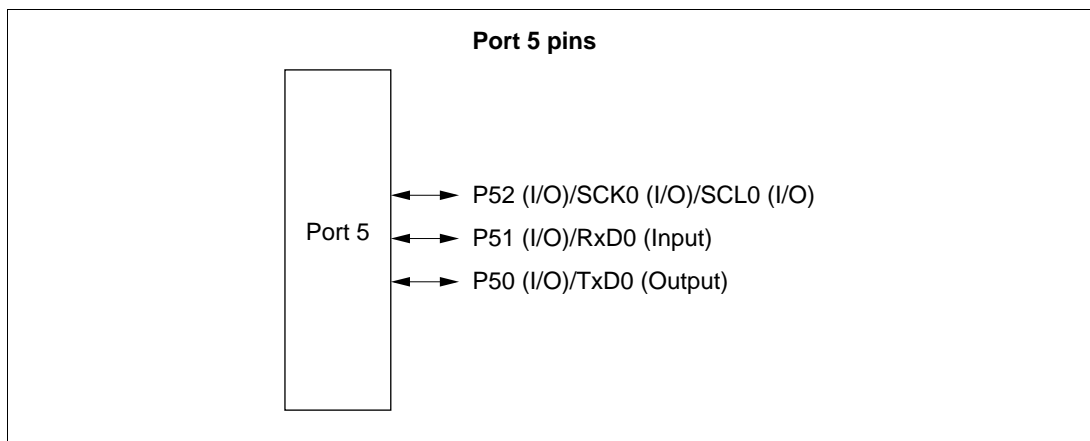 Port 5 pins
P52 (I/O)/SCK0 (I/O)/SCL0 (I/O)
Port 5
P51 (I/O)/RxD0 (Input)
P50 (I/O)/TxD0 (Output)